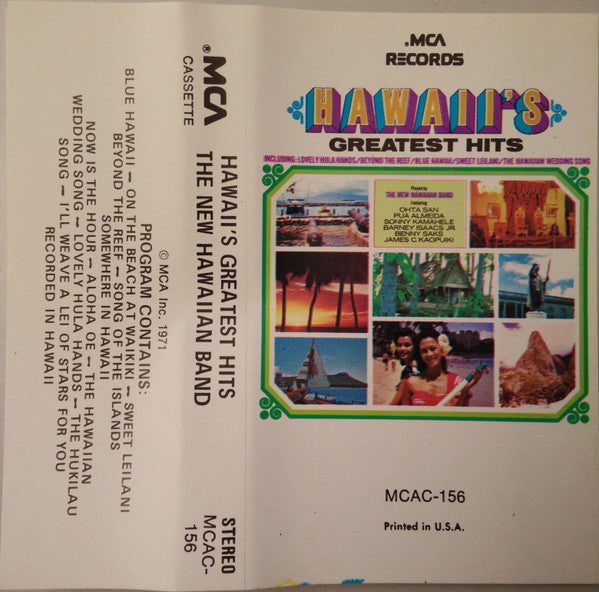 .MCA
RECORDS
HAWAII'S
GREATEST HITS
INCLUDING: LOVELY HULA HANDS/BEYOND THE REEF/BLUE HAWAII/SWEET LEILANI/THE HAWAIIAN WEDDING SONG
Played by
THE NEW HAWAIIAN BAND
Featuring
OHTA SAN
PUA ALMEIDA
SONNY KAMAHELE
BARNEY ISAACS JR.
BENNY SAKS
JAMES C. KAOPUIKI
MCAC-156
Printed in U.S.A.
®.MCA
CASSETTE
HAWAII'S GREATEST HITS
THE NEW HAWAIIAN BAND
STEREO
MCAC-
156
© MCA Inc. 1971
PROGRAM CONTAINS:
BLUE HAWAII – ON THE BEACH AT WAIKIKI – SWEET LEILANI
BEYOND THE REEF – SONG OF THE ISLANDS
SOMEWHERE IN HAWAII
NOW IS THE HOUR – ALOHA OE – THE HAWAIIAN
WEDDING SONG – LOVELY HULA HANDS – THE HUKILAU
SONG – I'LL WEAVE A LEI OF STARS FOR YOU
RECORDED IN HAWAII